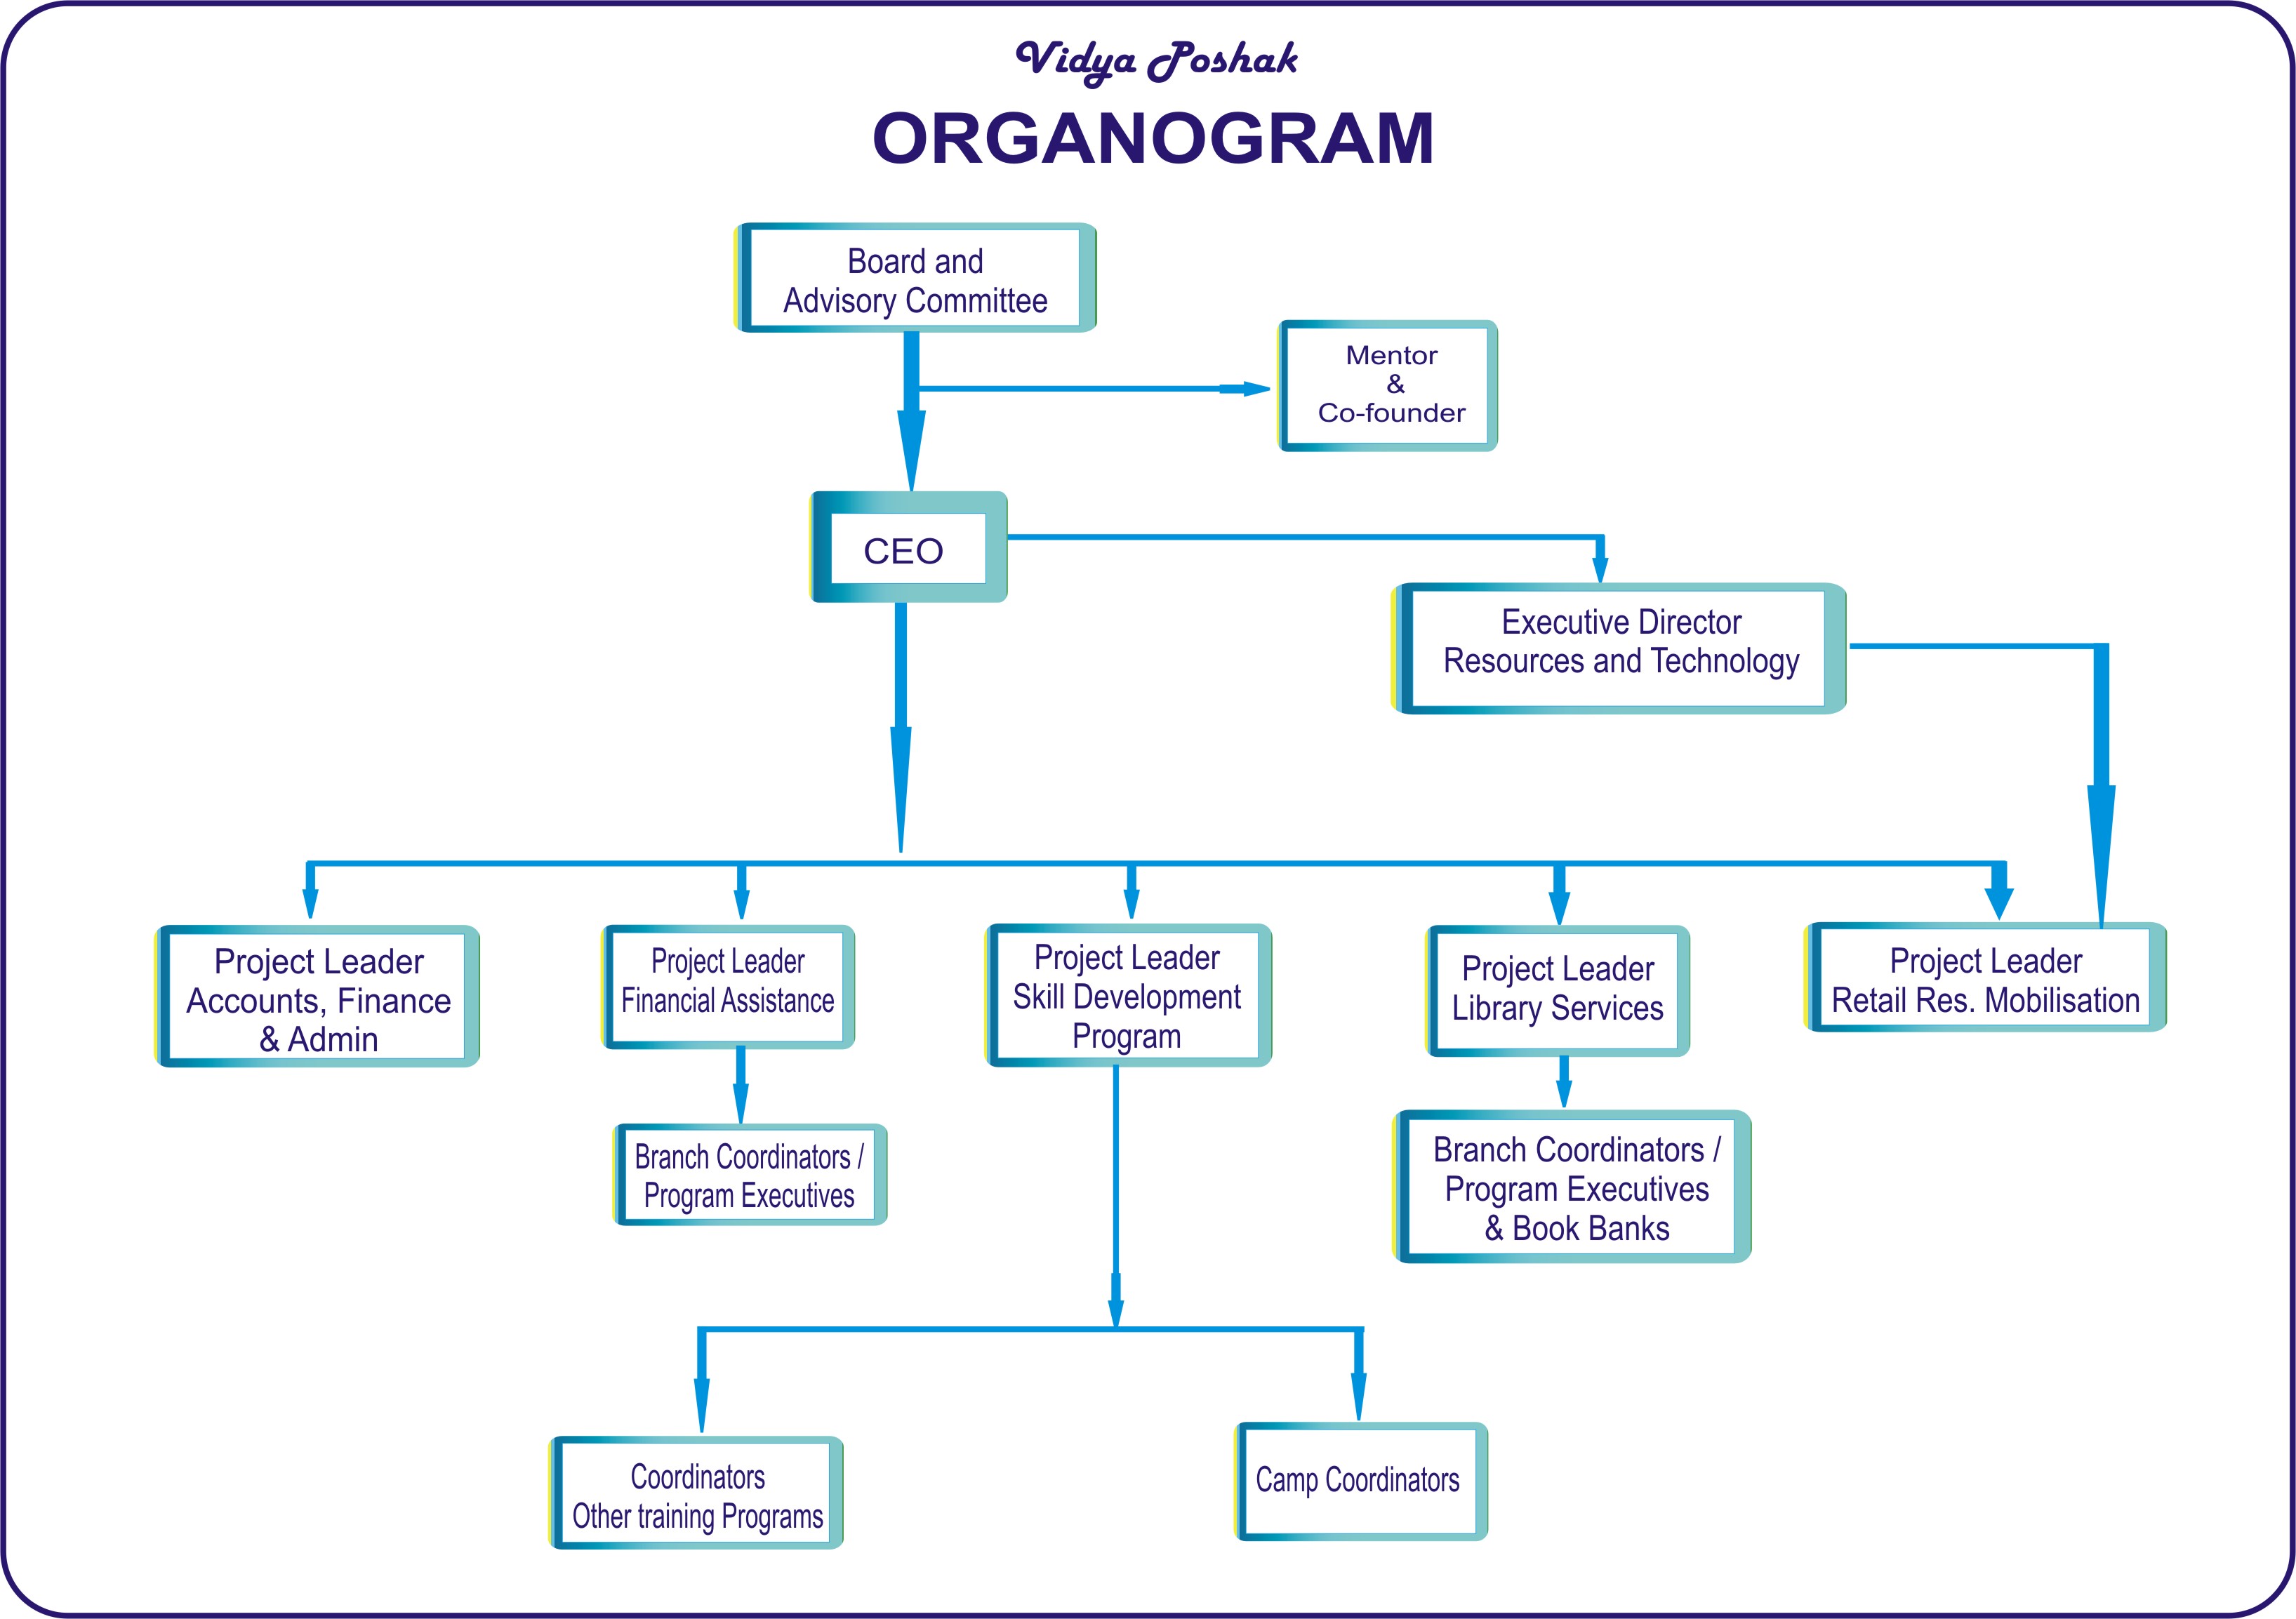 Vidya Poshak
ORGANOGRAM
Board and
Advisory Committee
Mentor
&
Co-founder
CEO
Executive Director
Resources and Technology
Project Leader
Accounts, Finance
& Admin
Project Leader
Financial Assistance
Project Leader
Skill Development
Program
Project Leader
Library Services
Project Leader
Retail Res. Mobilisation
Branch Coordinators /
Program Executives
Branch Coordinators /
Program Executives
& Book Banks
Coordinators
Other training Programs
Camp Coordinators